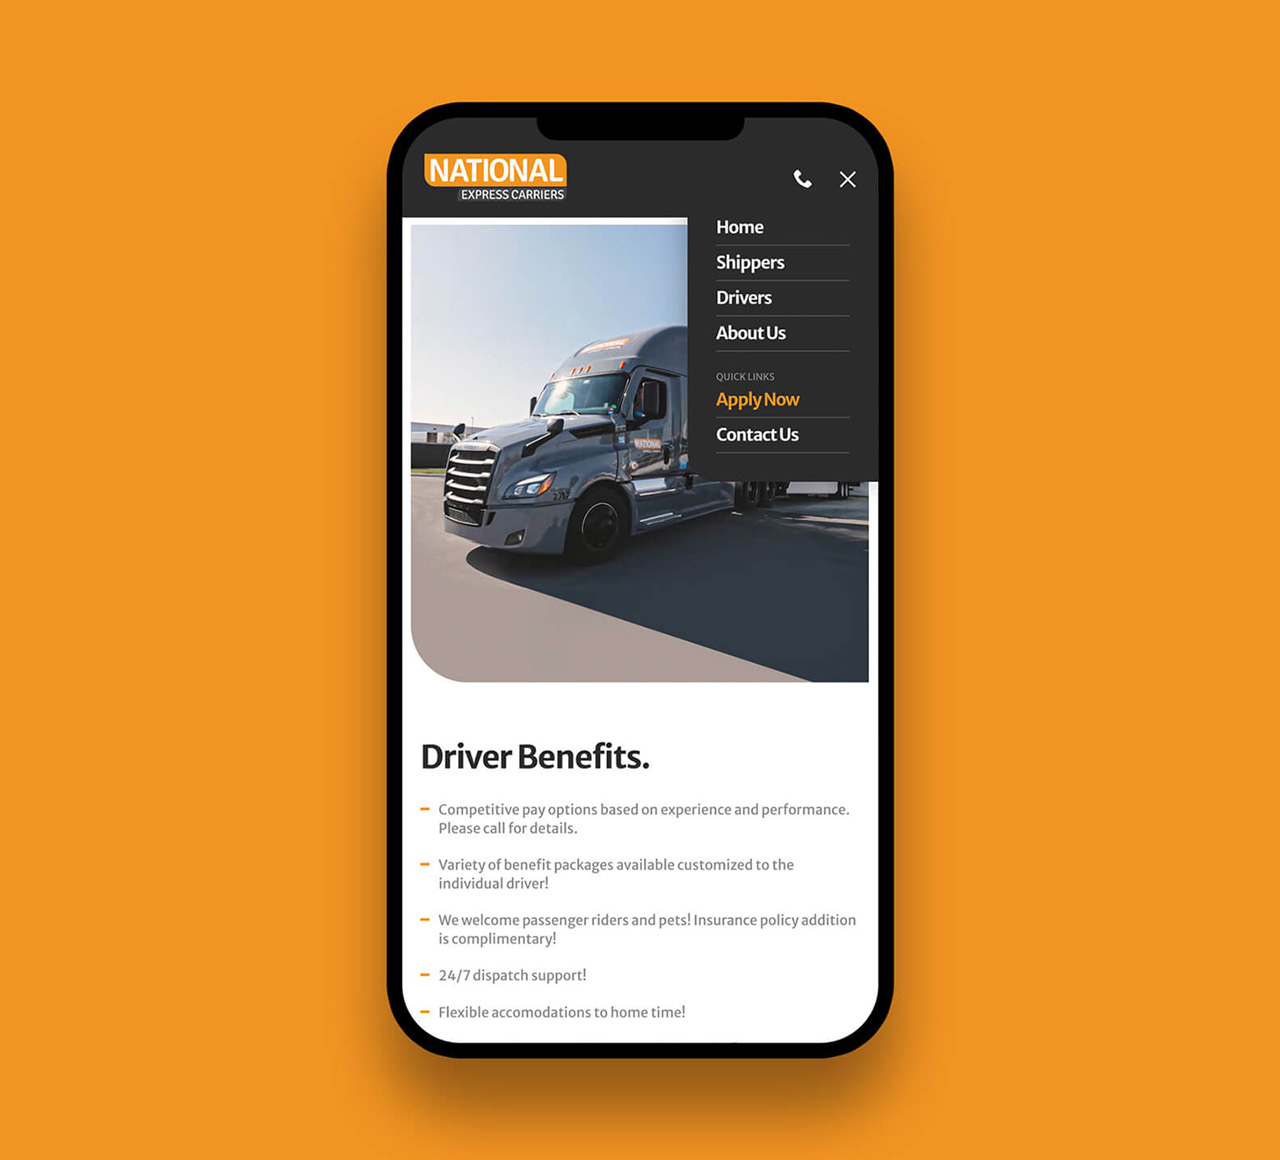 NATIONAL
EXPRESS CARRIERS
Home
Shippers
Drivers
About Us
QUICK LINKS
Apply Now
Contact Us
NATIONAL
NATIONAL
Driver Benefits.
Competitive pay options based on experience and performance.
Please call for details.
Variety of benefit packages available customized to the
individual driver!
We welcome passenger riders and pets! Insurance policy addition
is complimentary!
24/7 dispatch support!
Flexible accomodations to home time!